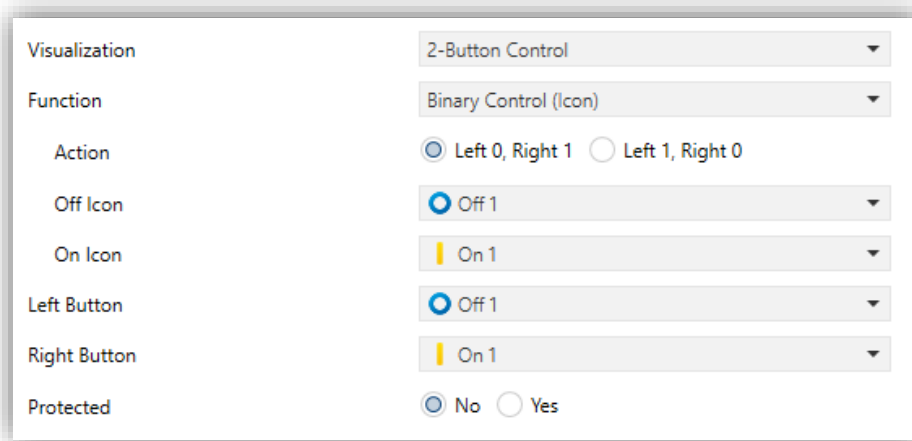 Visualization 2-Button Control
Function Binary Control (Icon)
Action Left 0, Right 1 Left 1, Right 0
Off Icon Off 1
On Icon On 1
Left Button Off 1
Right Button On 1
Protected No Yes